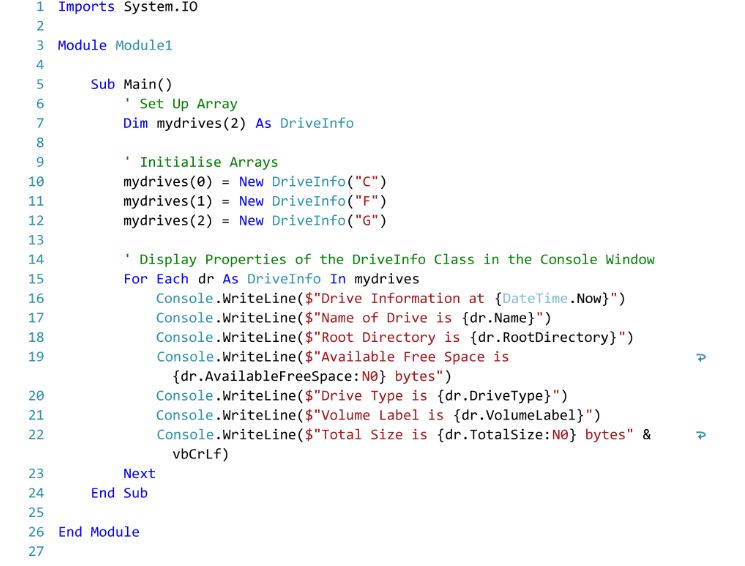 1 Imports System.IO
2
3 Module Module1
4
5 Sub Main()
6 ' Set Up Array
7 Dim mydrives(2) As DriveInfo
8
9 ' Initialise Arrays
10 mydrives(0) = New DriveInfo("C")
11 mydrives(1) = New DriveInfo("F")
12 mydrives(2) = New DriveInfo("G")
13
14 ' Display Properties of the DriveInfo Class in the Console Window
15 For Each dr As DriveInfo In mydrives
16 Console.WriteLine($"Drive Information at {DateTime.Now}")
17 Console.WriteLine($"Name of Drive is {dr.Name}")
18 Console.WriteLine($"Root Directory is {dr.RootDirectory}")
19 Console.WriteLine($"Available Free Space is
{dr.AvailableFreeSpace:N0} bytes")
20 Console.WriteLine($"Drive Type is {dr.DriveType}")
21 Console.WriteLine($"Volume Label is {dr.VolumeLabel}")
22 Console.WriteLine($"Total Size is {dr.TotalSize:N0} bytes" &
vbCrLf)
23 Next
24 End Sub
25
26 End Module
27